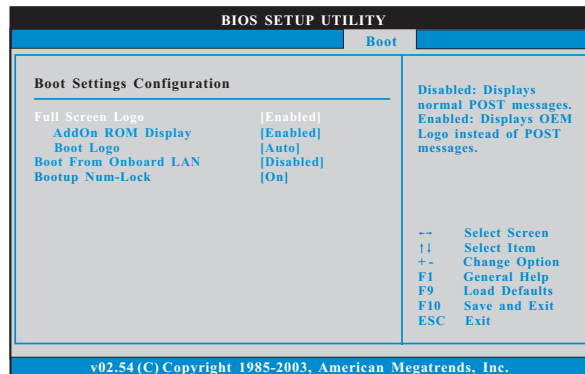 BIOS SETUP UTILITY
Boot
Boot Settings Configuration
Full Screen Logo [Enabled]
AddOn ROM Display [Enabled]
Boot Logo [Auto]
Boot From Onboard LAN [Disabled]
Bootup Num-Lock [On]
Disabled: Displays
normal POST messages.
Enabled: Displays OEM
Logo instead of POST
messages.
←→ Select Screen
↑↓ Select Item
+ - Change Option
F1 General Help
F9 Load Defaults
F10 Save and Exit
ESC Exit
v02.54 (C) Copyright 1985-2003, American Megatrends, Inc.